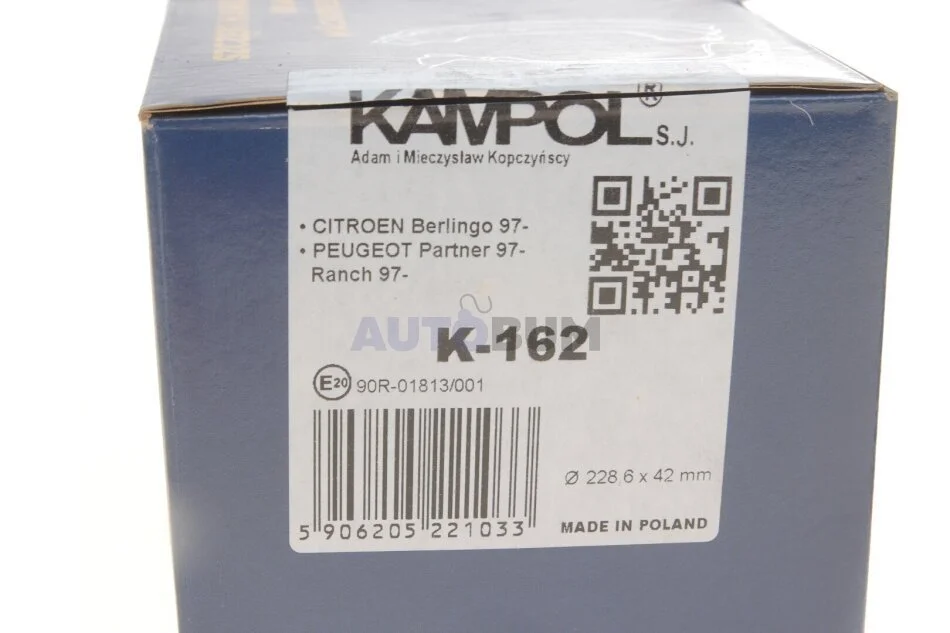 KAMPOL® S.J.
Adam i Mieczysław Kopczyńscy
• CITROEN Berlingo 97-
• PEUGEOT Partner 97-
Ranch 97-
AUTOBUM
K-162
E20 90R-01813/001
Ø 228,6 x 42 mm
5 906205 221033
MADE IN POLAND